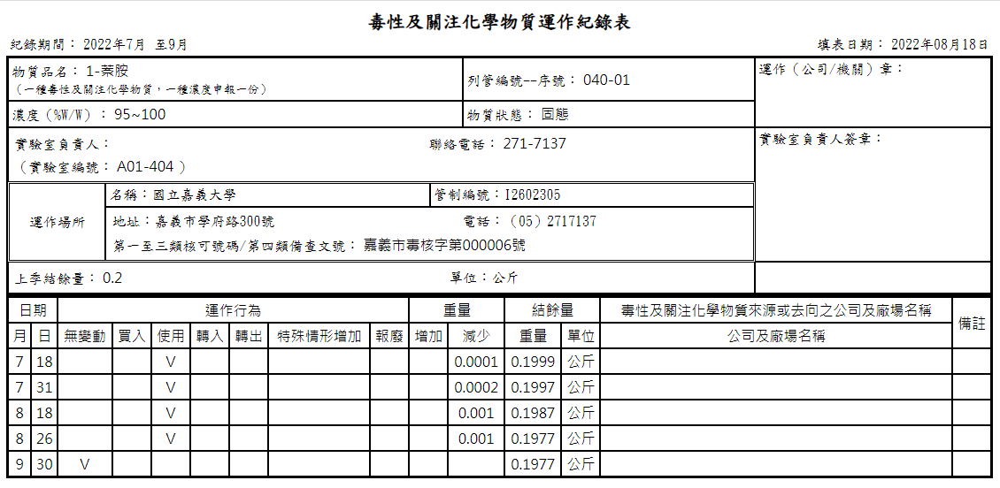 毒性及關注化學物質運作紀錄表
紀錄期間： 2022年7月 至9月 填表日期： 2022年08月18日
物質品名： 1-萘胺
（一種毒性及關注化學物質，一種濃度申報一份）
列管編號--序號： 040-01
運作（公司/機關）章：
濃度（%W/W）： 95~100 物質狀態： 固態
實驗室負責人： 聯絡電話： 271-7137
（實驗室編號： A01-404 ）
實驗室負責人簽章：
運作場所
名稱：國立嘉義大學 管制編號：I2602305
地址：嘉義市學府路300號 電話：（05）2717137
第一至三類核可號碼/第四類備查文號： 嘉義市毒核字第000006號
上季結餘量： 0.2 單位：公斤
日期 運作行為 重量 結餘量 毒性及關注化學物質來源或去向之公司及廠場名稱 備註
月 日 無變動 買入 使用 轉入 轉出 特殊情形增加 報廢 增加 減少 重量 單位 公司及廠場名稱
7 18 V 0.0001 0.1999 公斤
7 31 V 0.0002 0.1997 公斤
8 18 V 0.001 0.1987 公斤
8 26 V 0.001 0.1977 公斤
9 30 V 0.1977 公斤